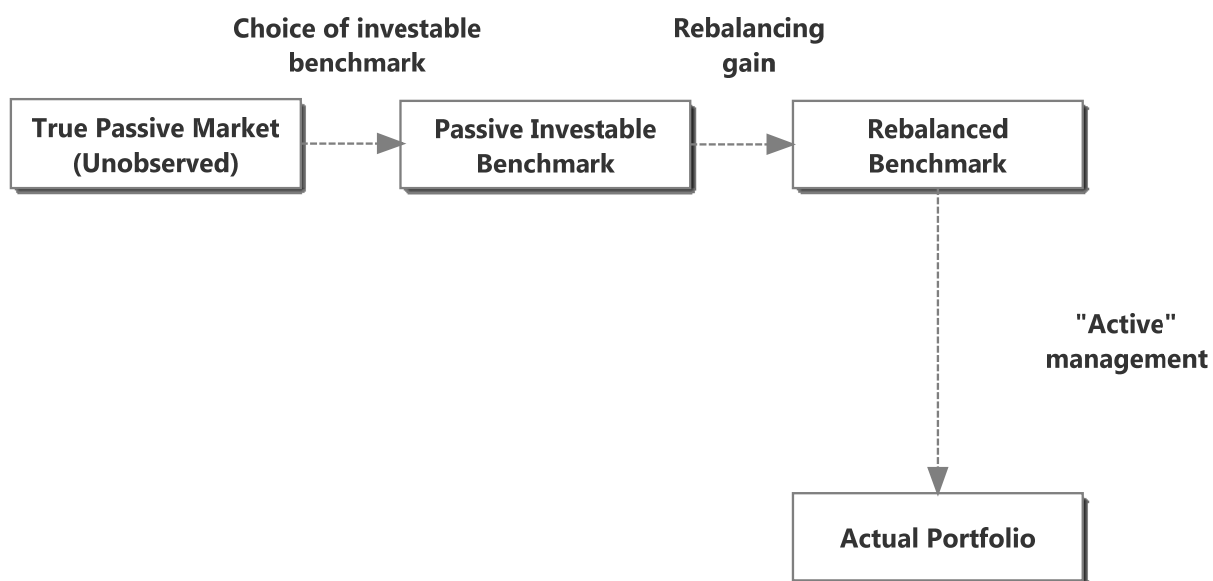 Choice of investable
benchmark
Rebalancing
gain
True Passive Market
(Unobserved)
Passive Investable
Benchmark
Rebalanced
Benchmark
"Active"
management
Actual Portfolio